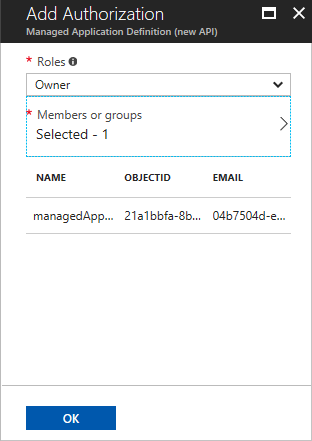 Add Authorization
Managed Application Definition (new API)
* Roles
Owner
* Members or groups
Selected - 1
NAME OBJECTID EMAIL
managedApp... 21a1bbfa-8b... 04b7504d-e...
OK